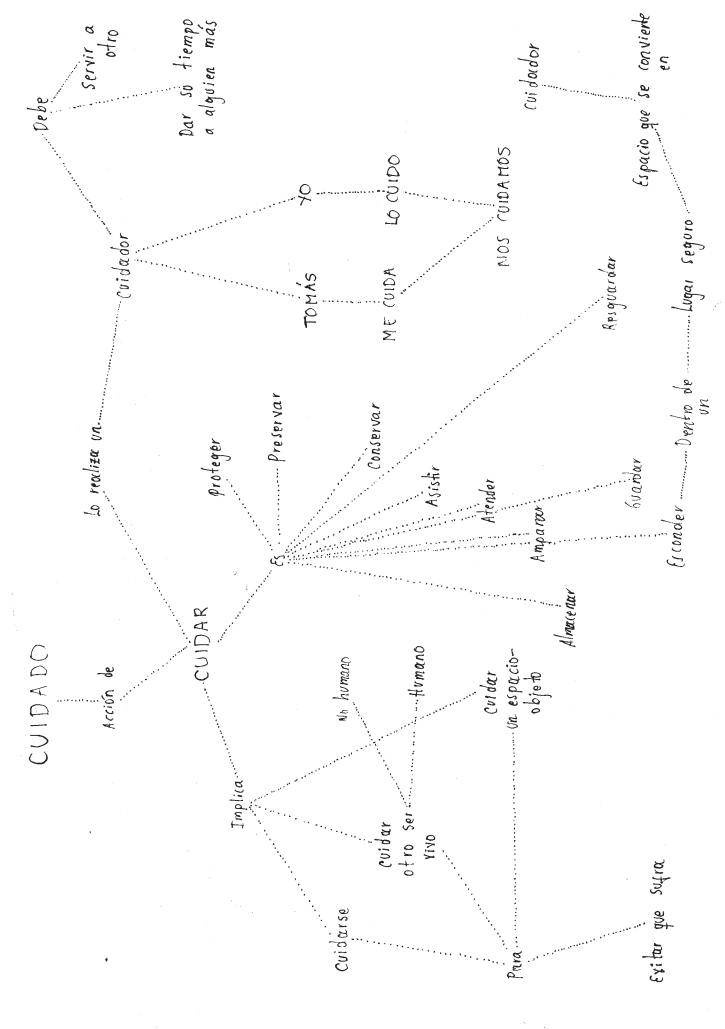 CUIDADO
Acción de
CUIDAR
Implica
Cuidarse
Cuidar
otro ser
vivo
No humano
Humano
Cuidar
un espacio-
objeto
Para
Evitar que sufra
Es
Proteger
Preservar
Conservar
Resguardar
Asistir
Atender
Guardar
Amparar
Esconder
Almacenar
Dentro de
un
Lugar seguro
Espacio que se convierte
en
Cuidador
Lo realiza un
Cuidador
Debe
Servir a
otro
Dar su tiempo
a alguien más
TOMÁS
ME CUIDA
YO
LO CUIDO
NOS CUIDAMOS